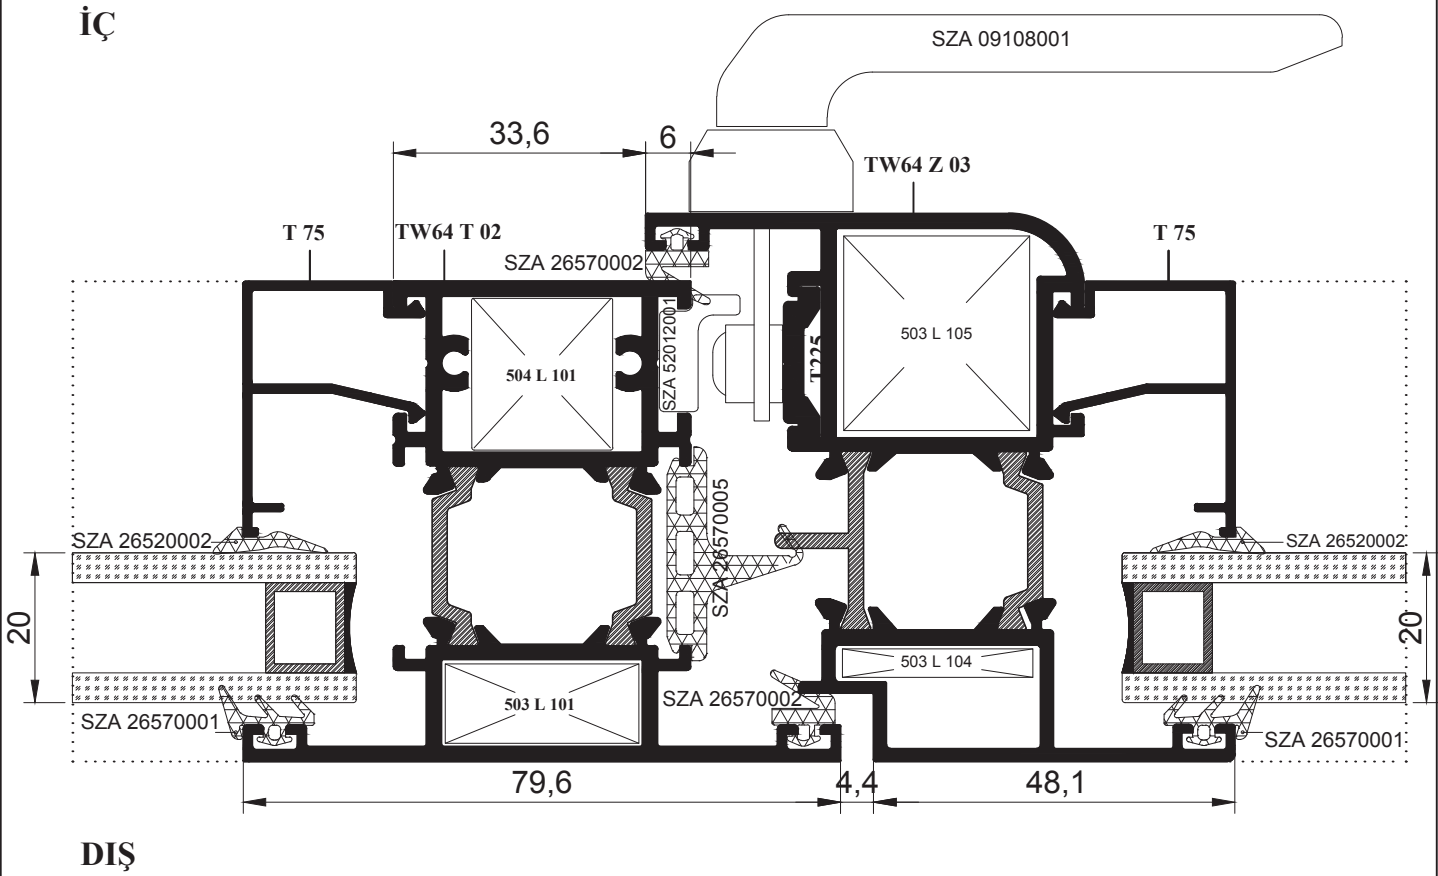 İÇ
SZA 09108001
33,6
6
TW64 Z 03
T 75
TW64 T 02
T 75
SZA 26570002
SZA 52012001
503 L 105
T225
504 L 101
SZA 26570005
SZA 26520002
SZA 26520002
20
20
503 L 104
SZA 26570002
503 L 101
SZA 26570001
SZA 26570001
79,6
4,4
48,1
DIŞ